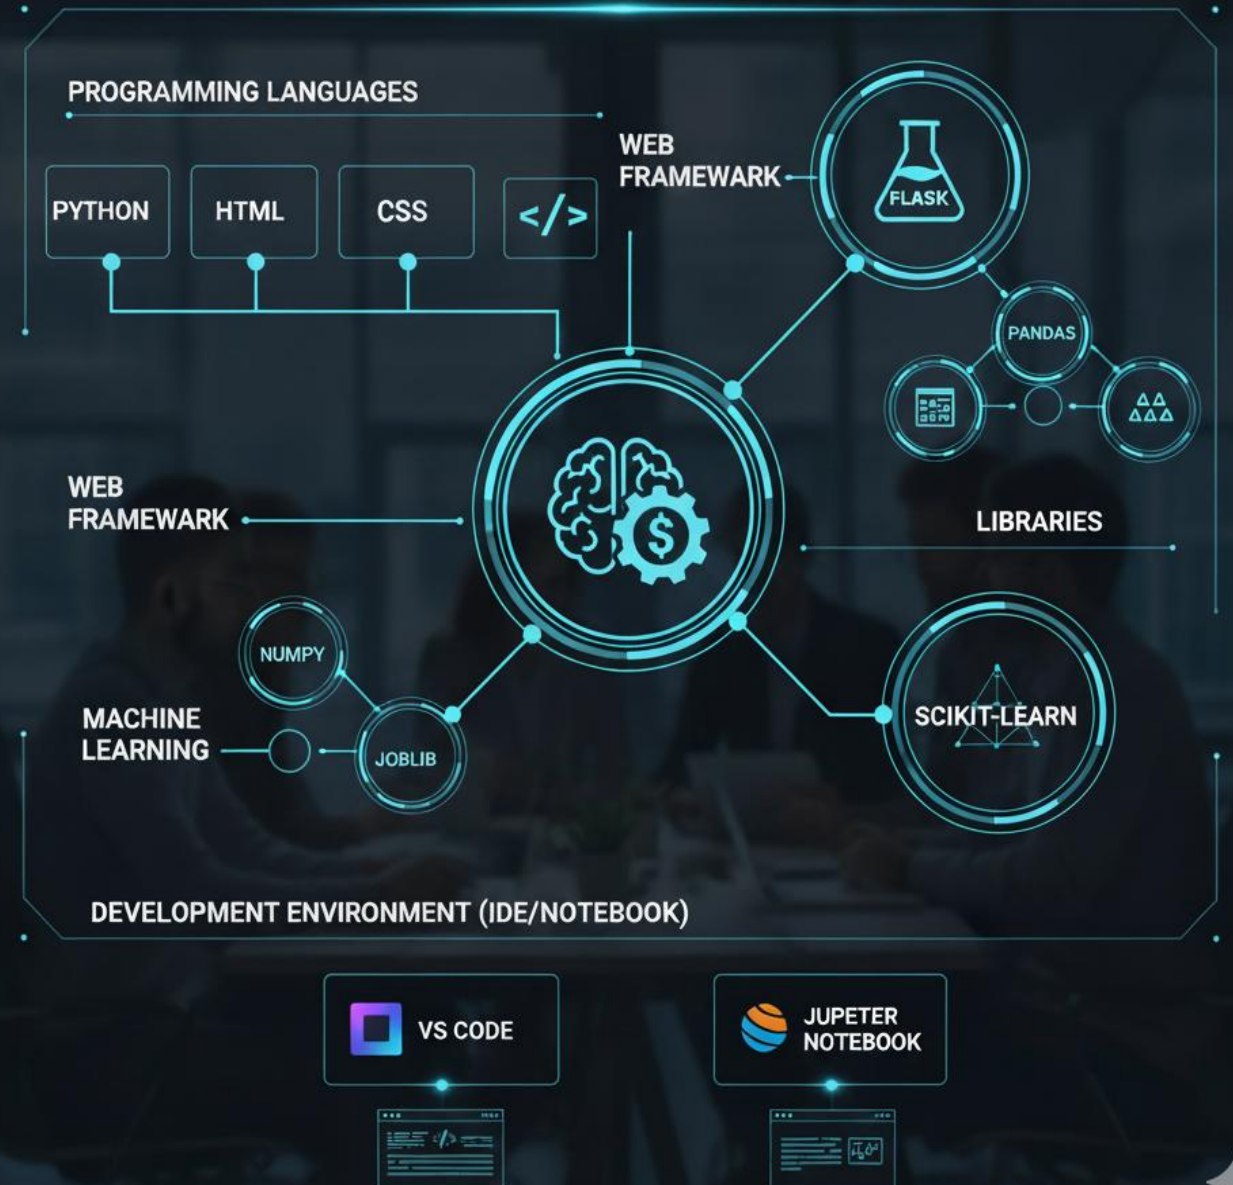 PROGRAMMING LANGUAGES
WEB
FRAMEWARK
PYTHON
HTML
CSS
</>
FLASK
PANDAS
WEB
FRAMEWARK
$
LIBRARIES
NUMPY
MACHINE
LEARNING
JOBLIB
SCIKIT-LEARN
DEVELOPMENT ENVIRONMENT (IDE/NOTEBOOK)
VS CODE
JUPETER
NOTEBOOK
</>